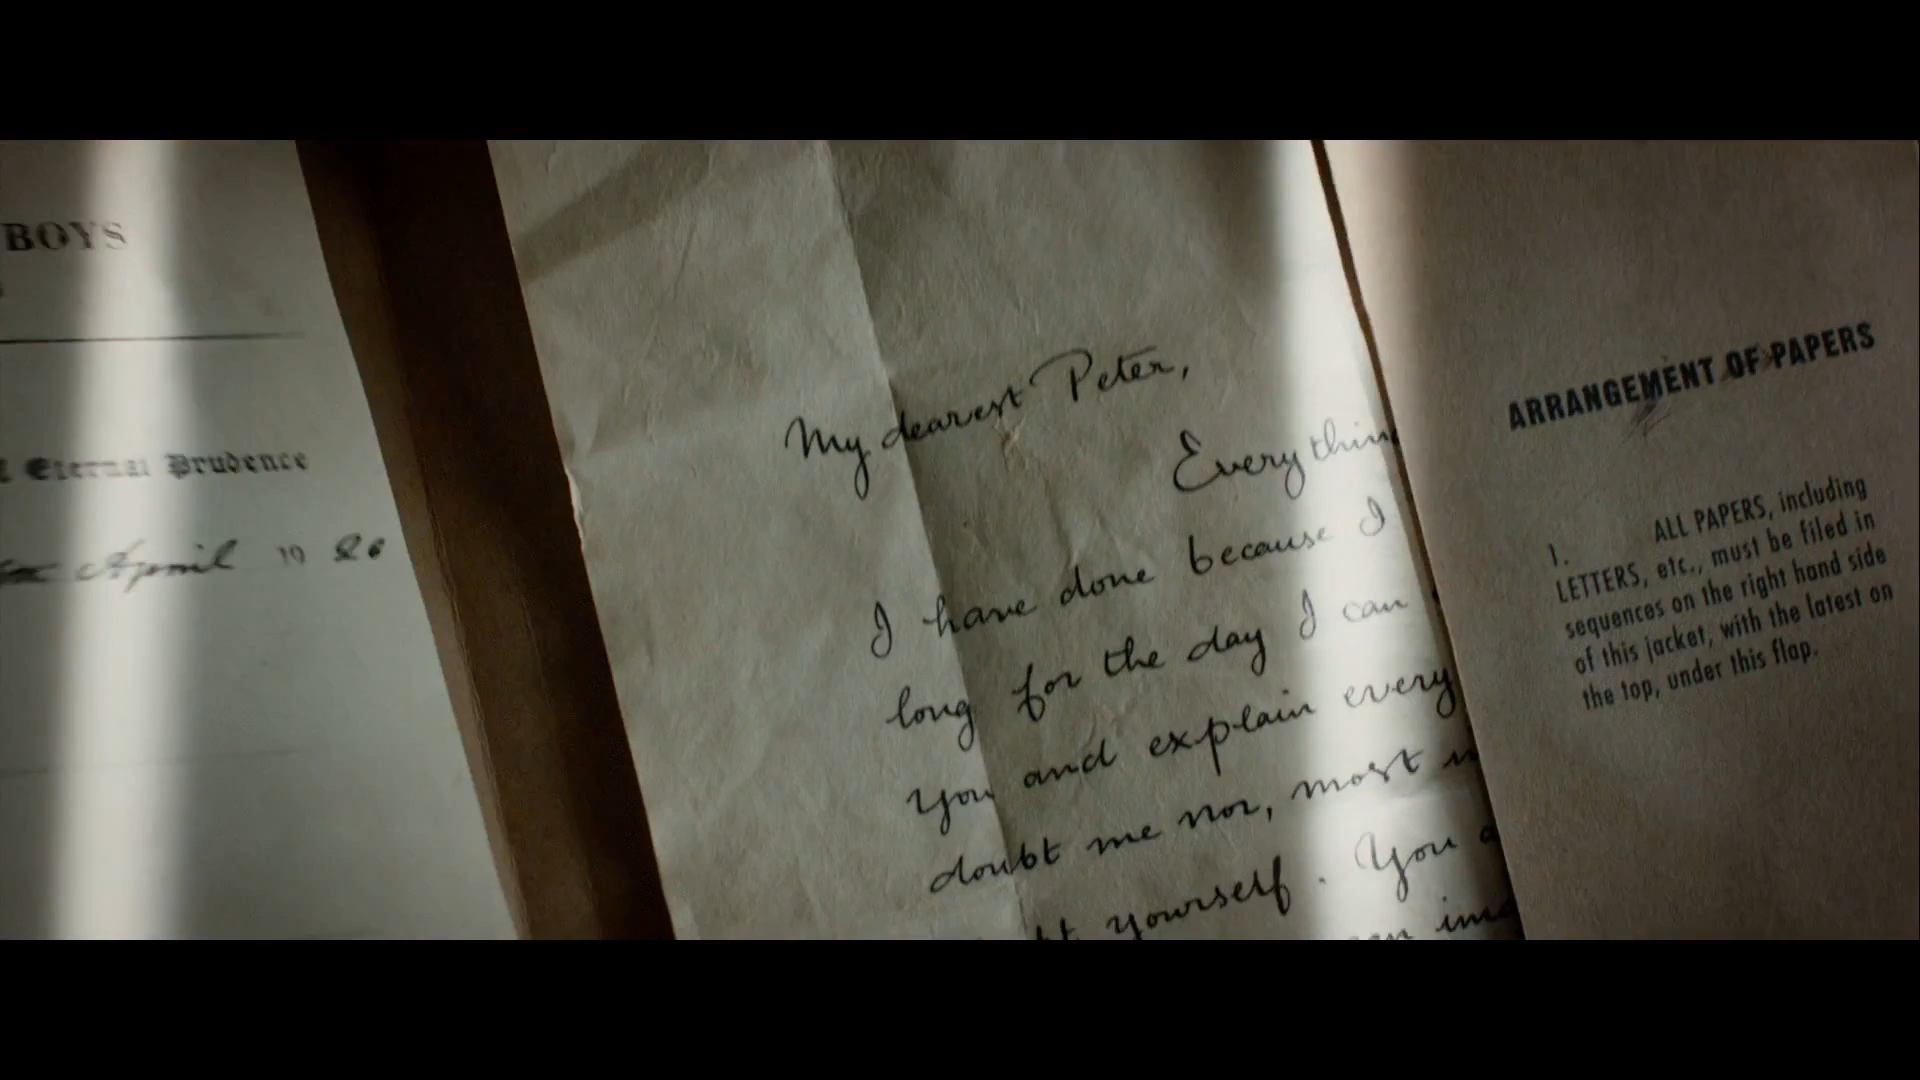 BOYS
Eternal Prudence
April 19 26
My dearest Peter,
Everything
I have done because I
long for the day I can
you and explain every
doubt me nor, most
yourself. You
ARRANGEMENT OF PAPERS
1. ALL PAPERS, including
LETTERS, etc., must be filed in
sequences on the right hand side
of this jacket, with the latest on
the top, under this flap.